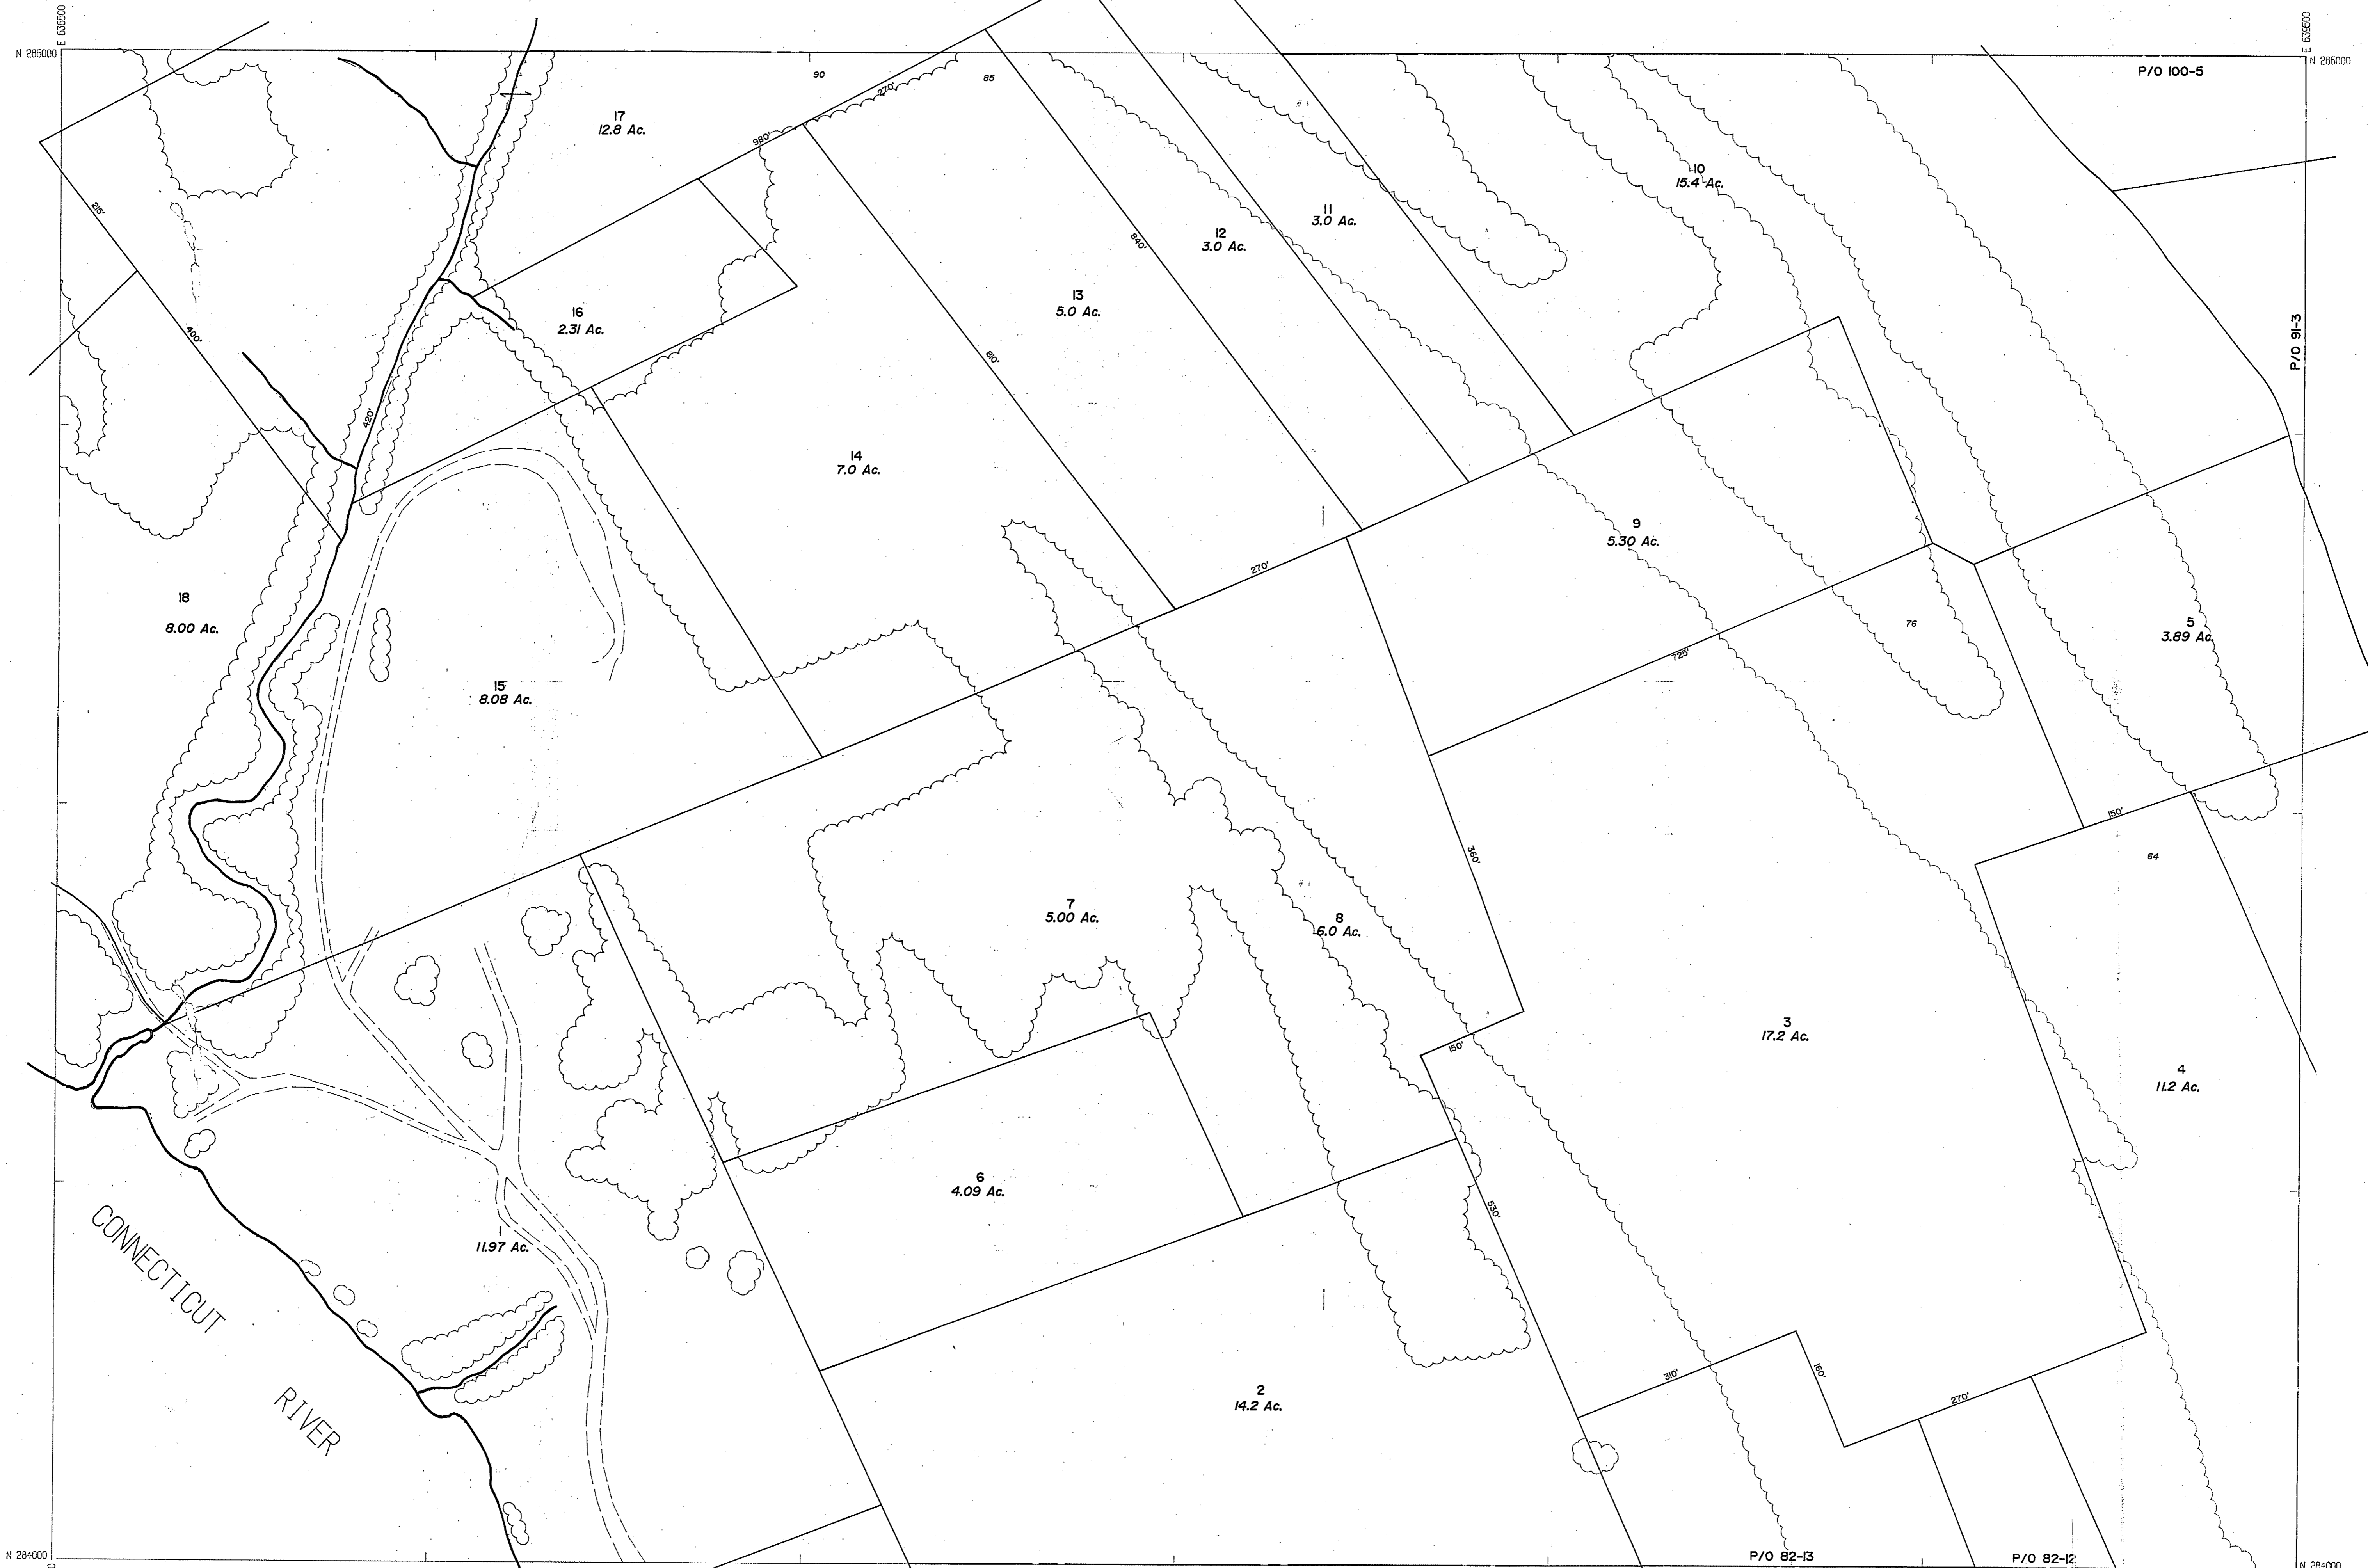 E 636500
E 639500
N 286000
N 286000
P/O 100-5
90
85
270'
17
12.8 Ac.
980'
10
15.4 Ac.
215'
11
3.0 Ac.
12
3.0 Ac.
840'
13
5.0 Ac.
16
2.31 Ac.
400'
P/O 91-3
810'
420'
14
7.0 Ac.
9
5.30 Ac.
270'
18
8.00 Ac.
76
5
3.89 Ac.
725'
15
8.08 Ac.
150'
360'
64
7
5.00 Ac.
8
6.0 Ac.
3
17.2 Ac.
150'
4
11.2 Ac.
6
4.09 Ac.
530'
1
11.97 Ac.
CONNECTICUT
RIVER
310'
160'
270'
2
14.2 Ac.
N 284000
P/O 82-13
P/O 82-12
N 284000